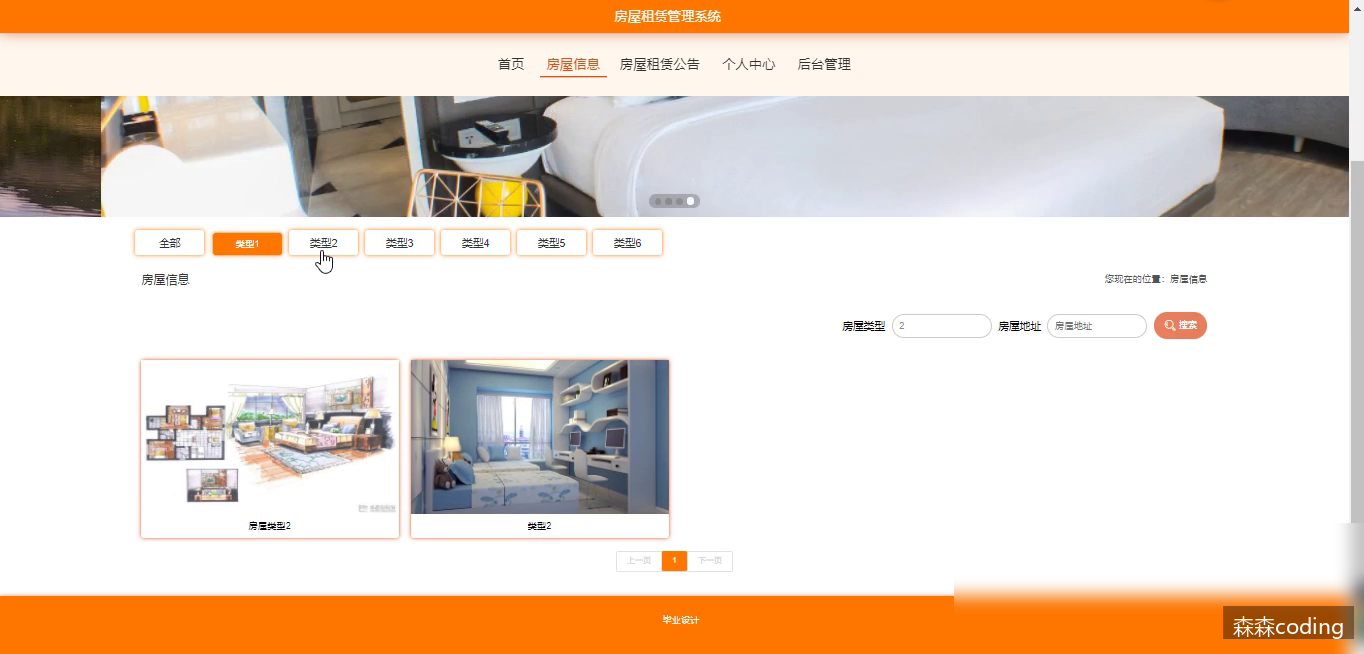 房屋租赁管理系统
首页 房屋信息 房屋租赁公告 个人中心 后台管理
全部 类型1 类型2 类型3 类型4 类型5 类型6
房屋信息 您现在的位置：房屋信息
房屋类型 2 房屋地址 房屋地址 搜索
房屋类型2 类型2
上一页 1 下一页
毕业设计
森森coding